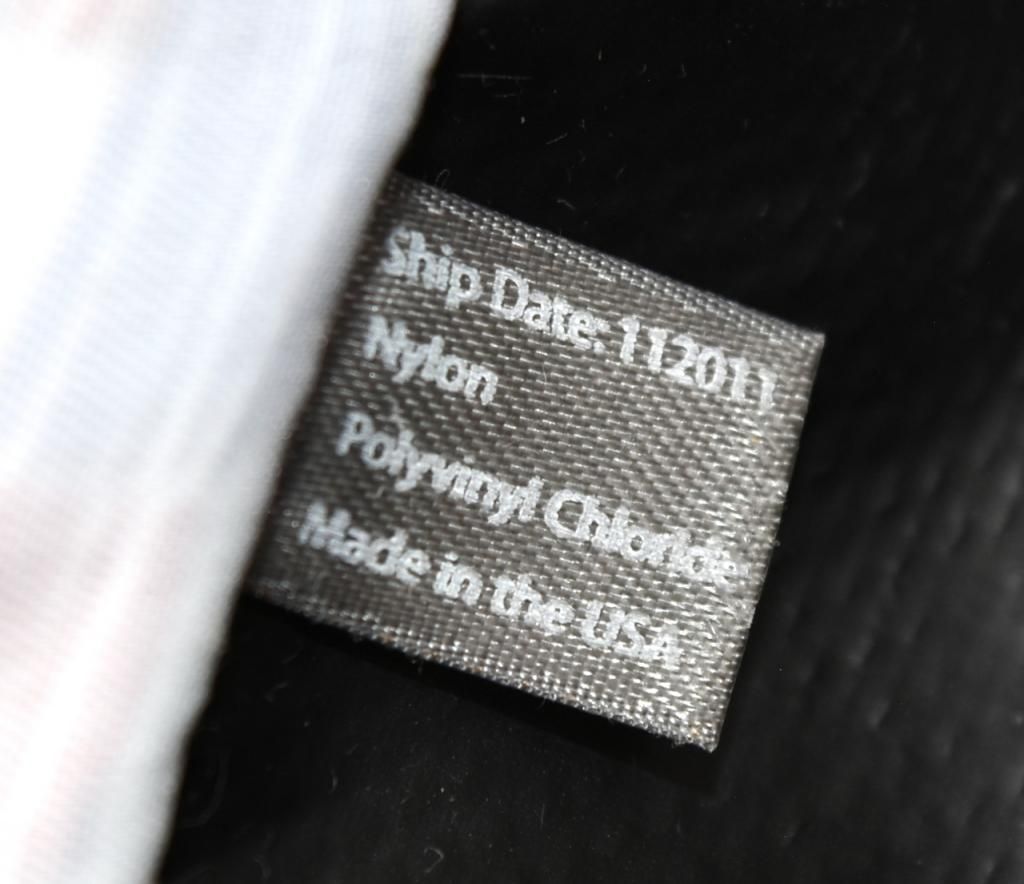 Ship Date: 112011
Nylon
Polyvinyl Chloride
Made in the USA